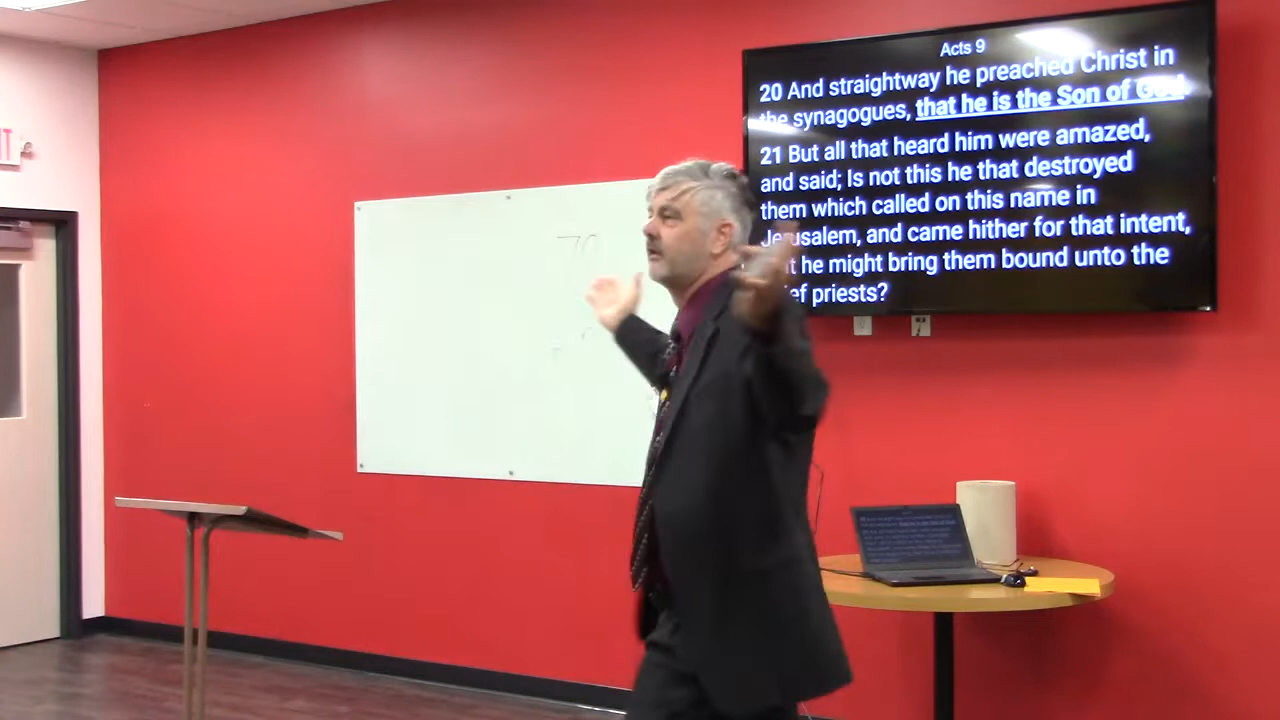 Acts 9
20 And straightway he preached Christ in
the synagogues, that he is the Son of God.
21 But all that heard him were amazed,
and said; Is not this he that destroyed
them which called on this name in
Jerusalem, and came hither for that intent,
he might bring them bound unto the
priests?